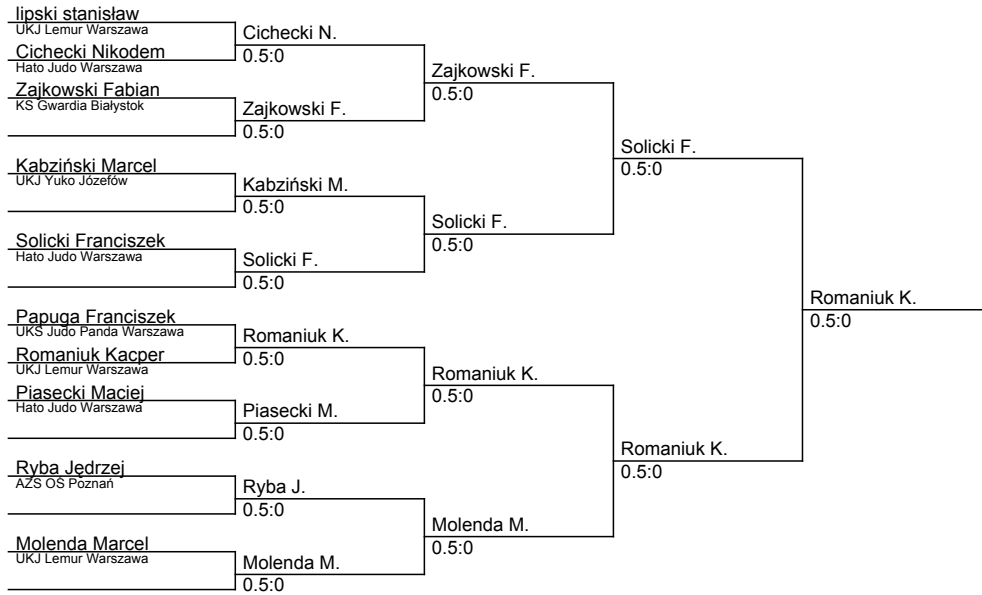 lipski stanisław
UKJ Lemur Warszawa
Cichecki N.
0.5:0
Cichecki Nikodem
Hato Judo Warszawa
Zajkowski F.
0.5:0
Zajkowski Fabian
KS Gwardia Białystok
Zajkowski F.
0.5:0
Solicki F.
0.5:0
Kabziński Marcel
UKJ Yuko Józefów
Kabziński M.
0.5:0
Solicki F.
0.5:0
Solicki Franciszek
Hato Judo Warszawa
Solicki F.
0.5:0
Romaniuk K.
0.5:0
Papuga Franciszek
UKS Judo Panda Warszawa
Romaniuk K.
0.5:0
Romaniuk Kacper
UKJ Lemur Warszawa
Romaniuk K.
0.5:0
Piasecki Maciej
Hato Judo Warszawa
Piasecki M.
0.5:0
Romaniuk K.
0.5:0
Ryba Jędrzej
AZS OŚ Poznań
Ryba J.
0.5:0
Molenda M.
0.5:0
Molenda Marcel
UKJ Lemur Warszawa
Molenda M.
0.5:0